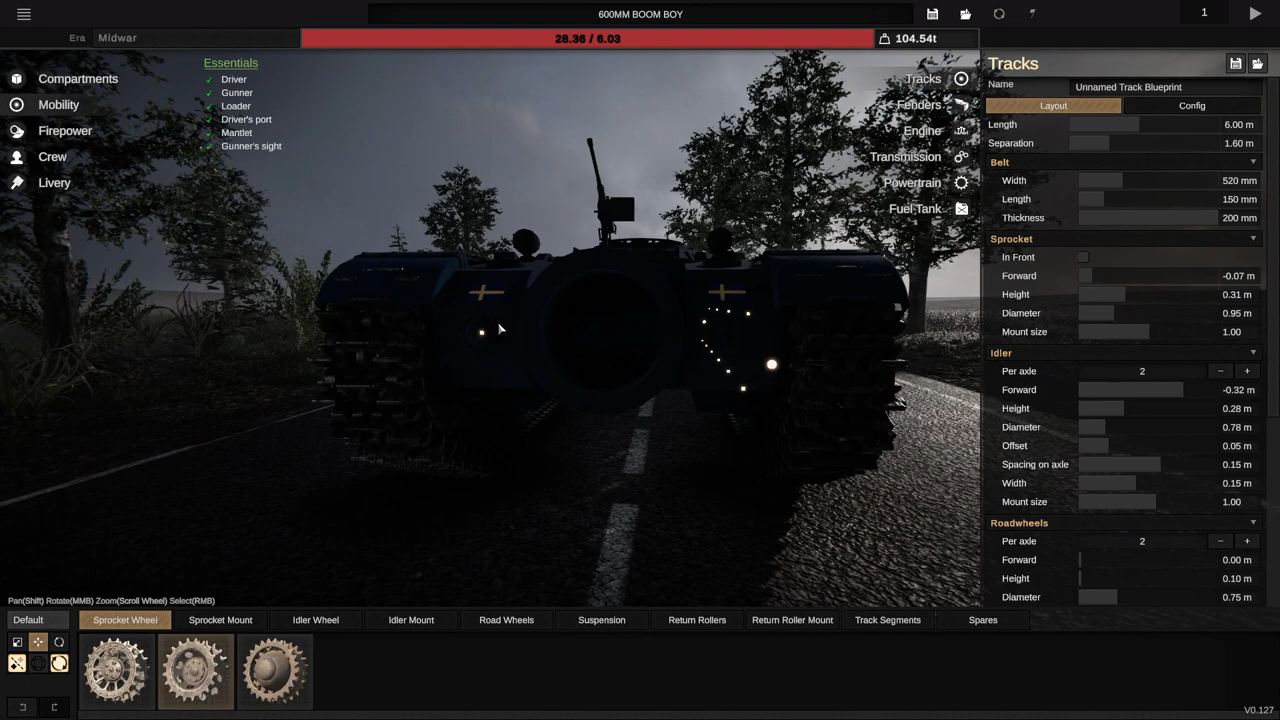 600MM BOOM BOY
1
Era
Midwar
28.36 / 6.03
104.54t
Compartments
Mobility
Firepower
Crew
Livery
Essentials
✓ Driver
✓ Gunner
✓ Loader
✓ Driver's port
✓ Mantlet
✓ Gunner's sight
Tracks
Fenders
Engine
Transmission
Powertrain
Fuel Tank
Tracks
Name Unnamed Track Blueprint
Layout Config
Length 6.00 m
Separation 1.60 m
Belt
Width 520 mm
Length 150 mm
Thickness 200 mm
Sprocket
In Front
Forward -0.07 m
Height 0.31 m
Diameter 0.95 m
Mount size 1.00
Idler
Per axle 2 − +
Forward -0.32 m
Height 0.28 m
Diameter 0.78 m
Offset 0.05 m
Spacing on axle 0.15 m
Width 0.15 m
Mount size 1.00
Roadwheels
Per axle 2 − +
Forward 0.00 m
Height 0.10 m
Diameter 0.75 m
Pan(Shift) Rotate(MMB) Zoom(Scroll Wheel) Select(RMB)
Default
Sprocket Wheel Sprocket Mount Idler Wheel Idler Mount Road Wheels Suspension Return Rollers Return Roller Mount Track Segments Spares
V0.127